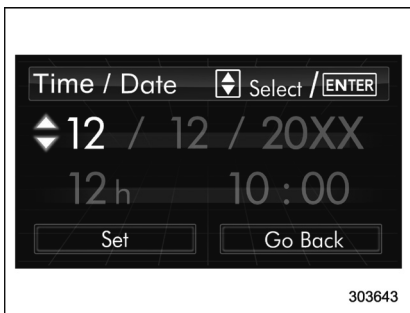 Time / Date Select / ENTER
12 / 12 / 20XX
12h 10:00
Set Go Back
303643